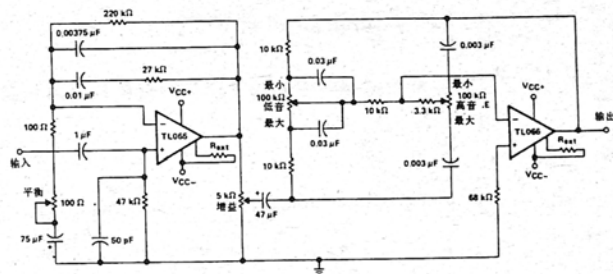 220 kΩ
0.00375 μF
27 kΩ
0.01 μF
VCC+
100 Ω
1 μF
TL066
Rext
输入
VCC−
平衡
100 Ω
47 kΩ
75 μF
50 pF
5 kΩ
增益
47 μF
10 kΩ
0.003 μF
0.03 μF
最小
100 kΩ
低音
最大
0.03 μF
10 kΩ
3.3 kΩ
最小
100 kΩ
高音 .E
最大
10 kΩ
0.003 μF
68 kΩ
VCC+
TL066
Rext
VCC−
输出